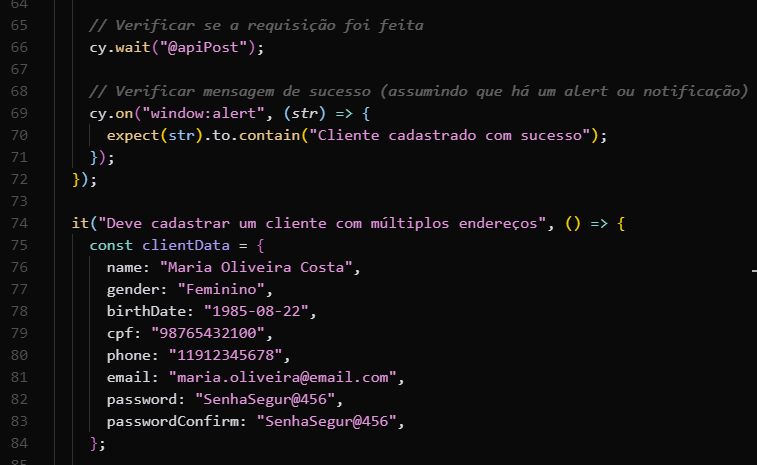 64
65 // Verificar se a requisição foi feita
66 cy.wait("@apiPost");
67
68 // Verificar mensagem de sucesso (assumindo que há um alert ou notificação)
69 cy.on("window:alert", (str) => {
70 expect(str).to.contain("Cliente cadastrado com sucesso");
71 });
72 });
73
74 it("Deve cadastrar um cliente com múltiplos endereços", () => {
75 const clientData = {
76 name: "Maria Oliveira Costa",
77 gender: "Feminino",
78 birthDate: "1985-08-22",
79 cpf: "98765432100",
80 phone: "11912345678",
81 email: "maria.oliveira@email.com",
82 password: "SenhaSegur@456",
83 passwordConfirm: "SenhaSegur@456",
84 };
85